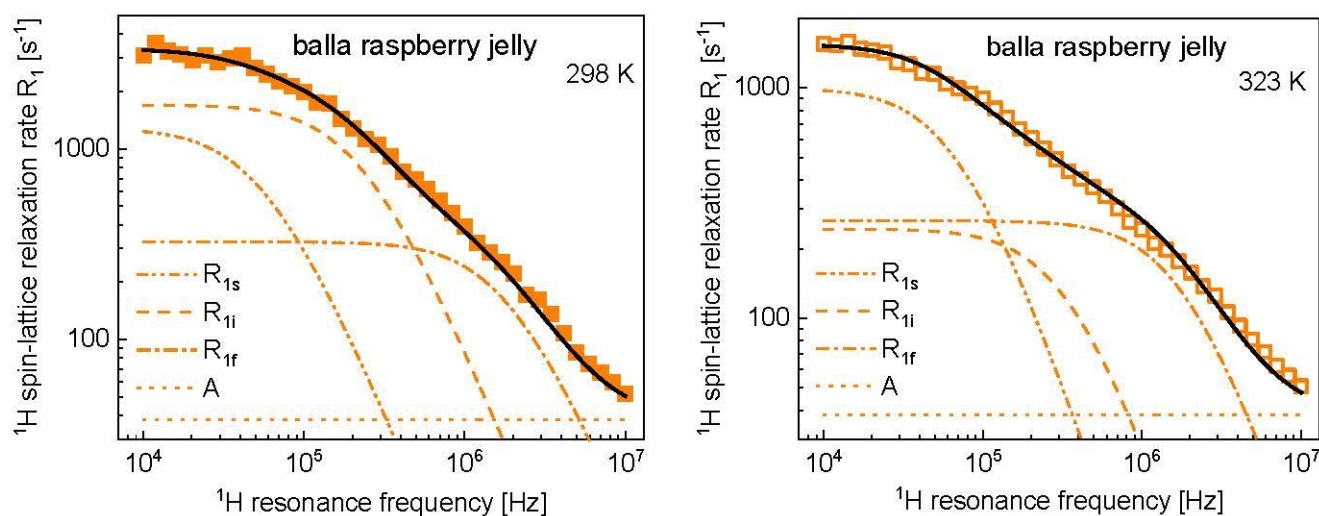 balla raspberry jelly
298 K
¹H spin-lattice relaxation rate R₁ [s⁻¹]
1000
100
R₁ₛ
R₁ᵢ
R₁f
A
10⁴ 10⁵ 10⁶ 10⁷
¹H resonance frequency [Hz]
balla raspberry jelly
323 K
¹H spin-lattice relaxation rate R₁ [s⁻¹]
1000
100
R₁ₛ
R₁ᵢ
R₁f
A
10⁴ 10⁵ 10⁶ 10⁷
¹H resonance frequency [Hz]